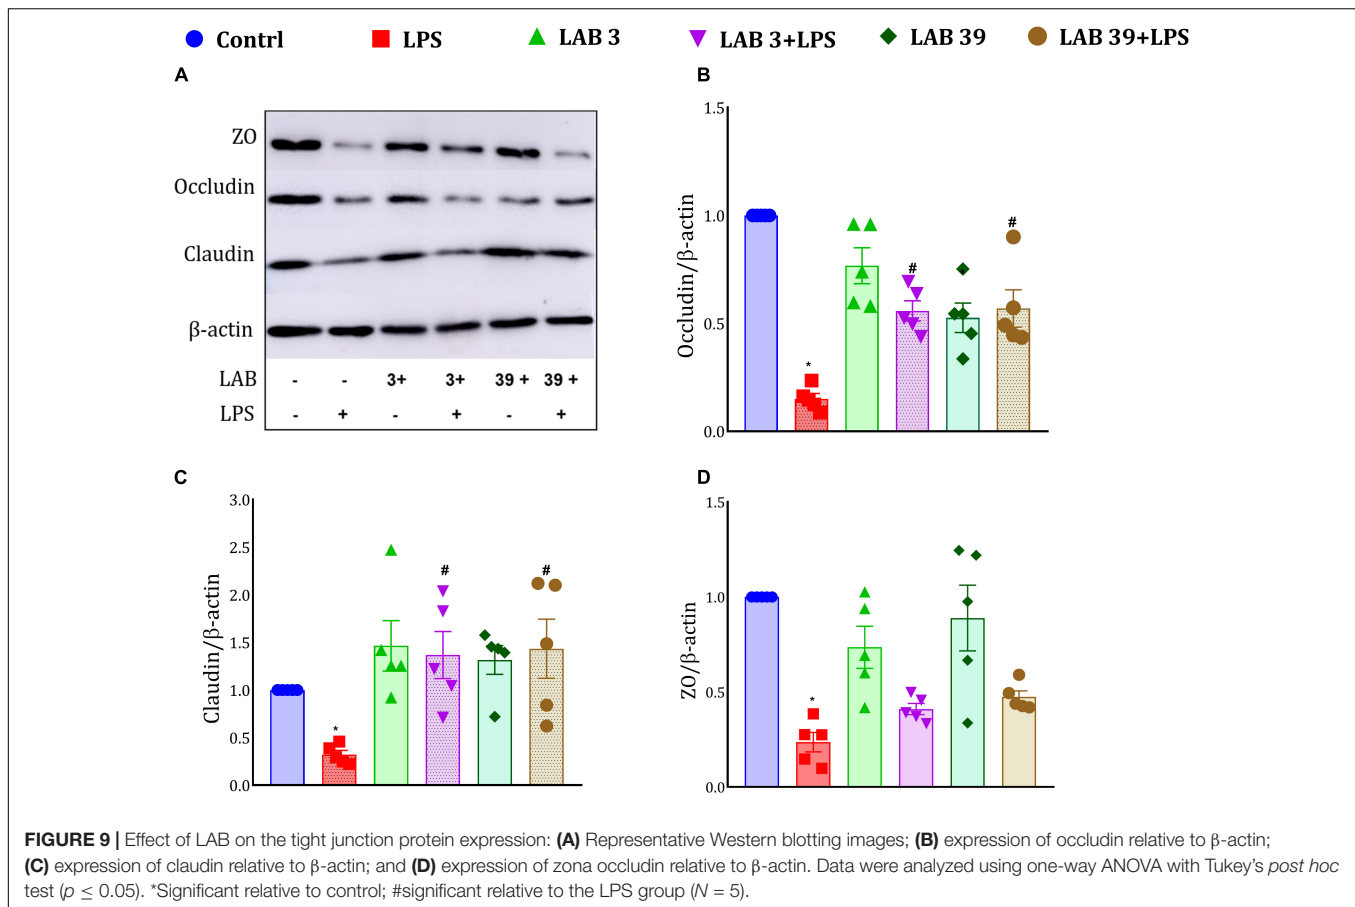 Contrl LPS LAB 3 LAB 3+LPS LAB 39 LAB 39+LPS
A
ZO
Occludin
Claudin
β-actin
LAB - - 3+ 3+ 39 + 39 +
LPS - + - + - +
B
Occludin/β-actin
1.5
1.0
0.5
0.0
*
#
#
C
Claudin/β-actin
3.0
2.5
2.0
1.5
1.0
0.5
0.0
*
#
#
D
ZO/β-actin
1.5
1.0
0.5
0.0
*
FIGURE 9 | Effect of LAB on the tight junction protein expression: (A) Representative Western blotting images; (B) expression of occludin relative to β-actin;
(C) expression of claudin relative to β-actin; and (D) expression of zona occludin relative to β-actin. Data were analyzed using one-way ANOVA with Tukey's post hoc
test (p ≤ 0.05). *Significant relative to control; #significant relative to the LPS group (N = 5).